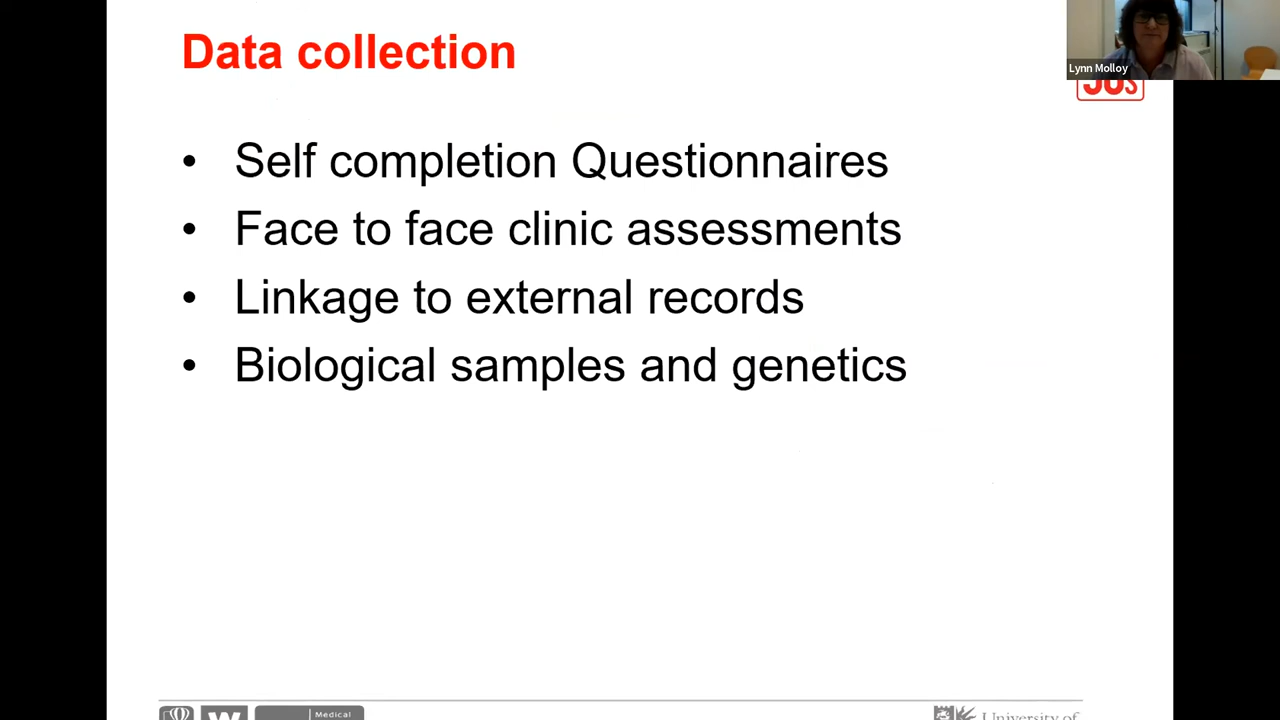 Data collection
Lynn Molloy
• Self completion Questionnaires
• Face to face clinic assessments
• Linkage to external records
• Biological samples and genetics
W
Medical
University of